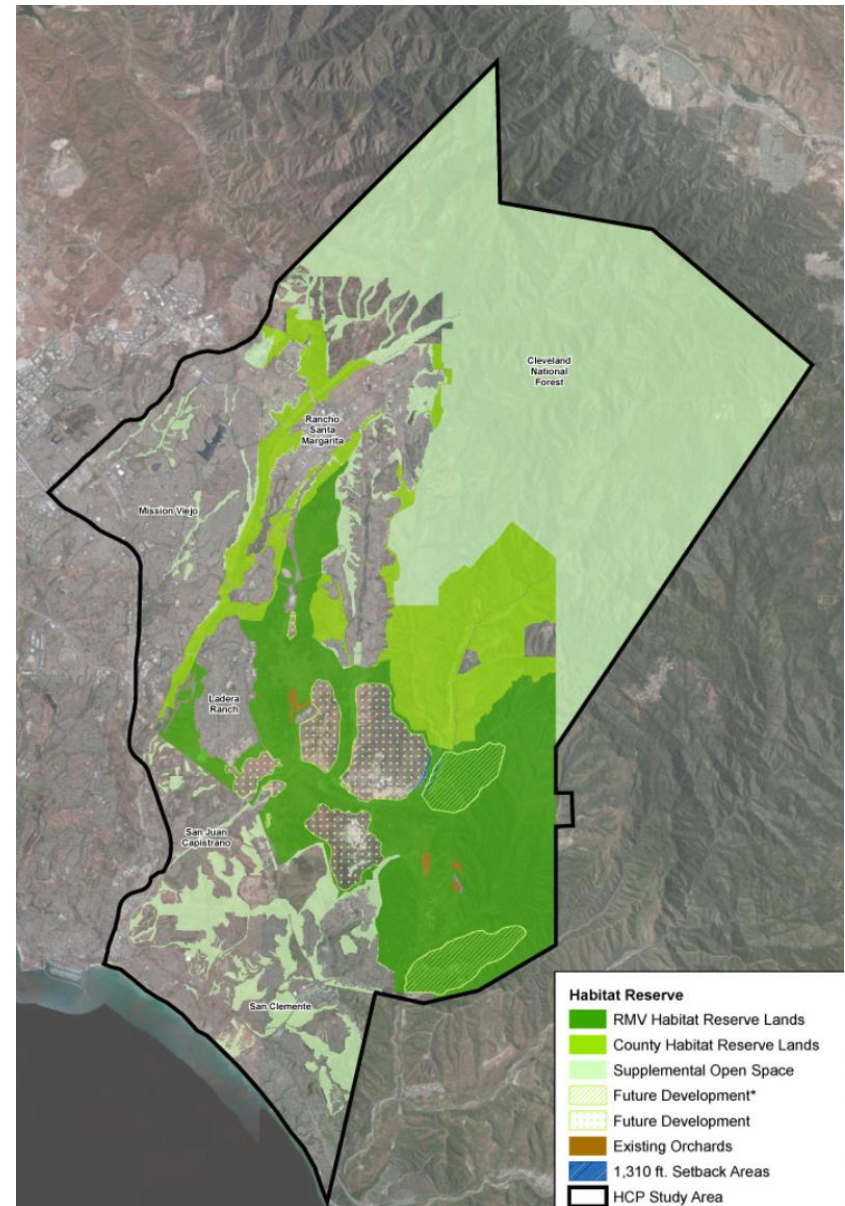 Cleveland
National
Forest
Rancho
Santa
Margarita
Mission Viejo
Ladera
Ranch
San Juan
Capistrano
San Clemente
Habitat Reserve
RMV Habitat Reserve Lands
County Habitat Reserve Lands
Supplemental Open Space
Future Development*
Future Development
Existing Orchards
1,310 ft. Setback Areas
HCP Study Area